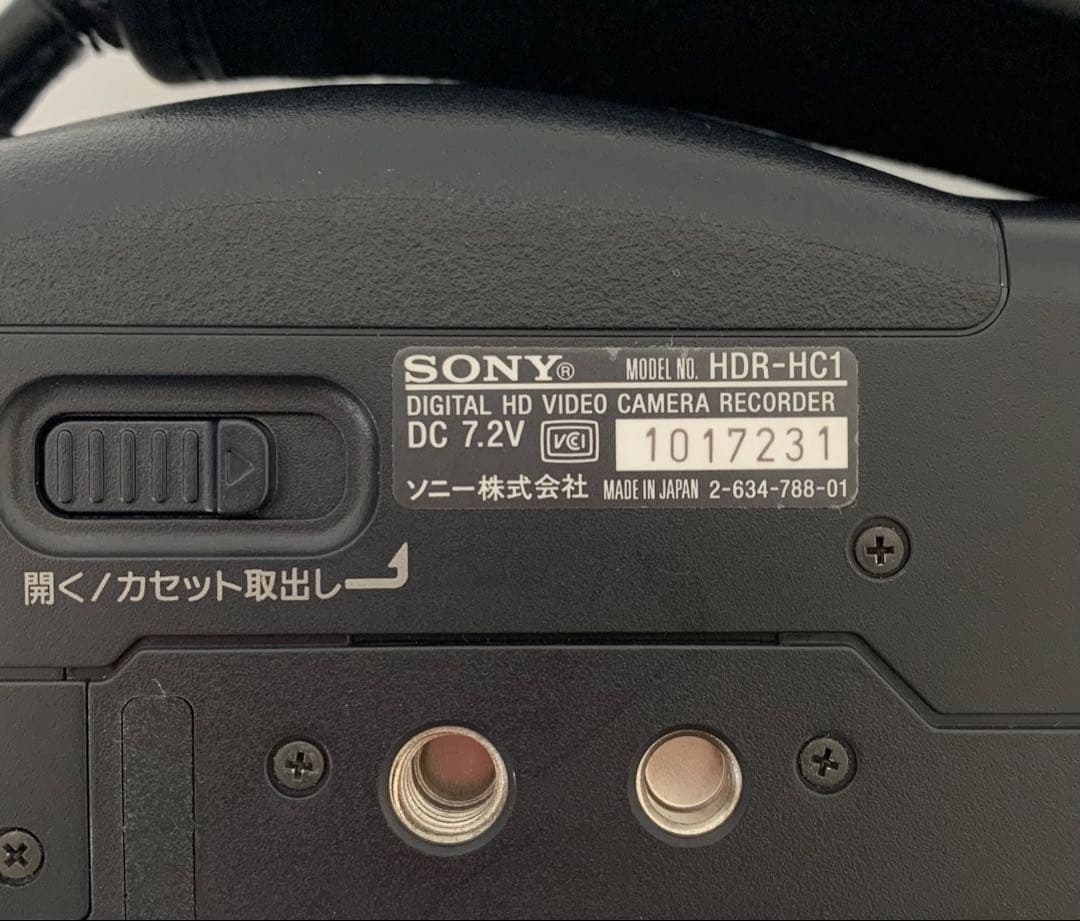 SONY® MODEL NO. HDR-HC1
DIGITAL HD VIDEO CAMERA RECORDER
DC 7.2V VCI 1017231
ソニー株式会社 MADE IN JAPAN 2-634-788-01
開く/カセット取出し